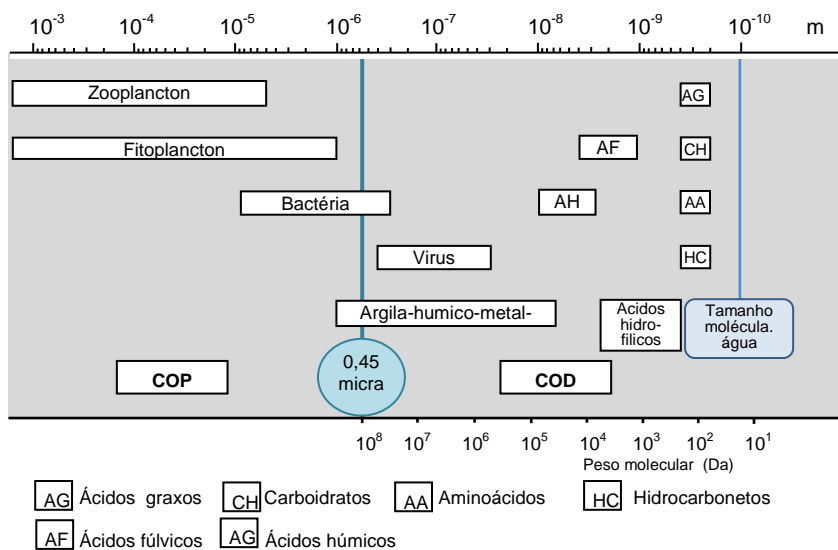 10⁻³ 10⁻⁴ 10⁻⁵ 10⁻⁶ 10⁻⁷ 10⁻⁸ 10⁻⁹ 10⁻¹⁰ m
Zooplancton
AG
Fitoplancton
AF
CH
Bactéria
AH
AA
Virus
HC
Argila-humico-metal-
Acidos
hidro-
filicos
Tamanho
molécula.
água
0,45
micra
COP
COD
10⁸ 10⁷ 10⁶ 10⁵ 10⁴ 10³ 10² 10¹
Peso molecular (Da)
AG Ácidos graxos
CH Carboidratos
AA Aminoácidos
HC Hidrocarbonetos
AF Ácidos fúlvicos
AG Ácidos húmicos